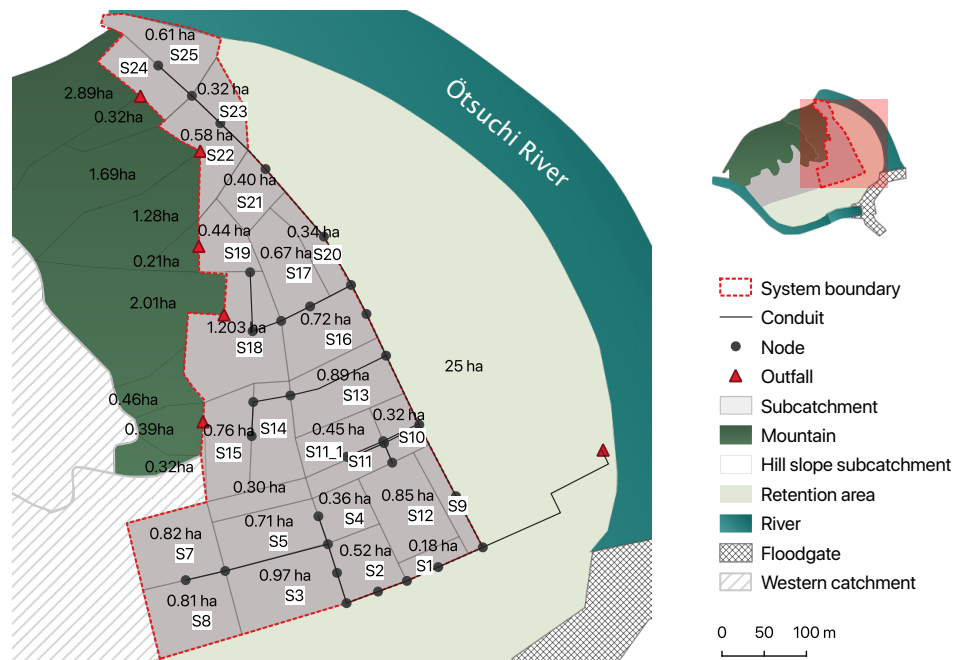 0.61 ha
S25
S24
2.89ha
0.32 ha
S23
0.32ha
0.58 ha
S22
Ōtsuchi River
1.69ha
0.40 ha
S21
1.28ha
0.44 ha
0.34ha
S19
0.67 ha
S20
S17
0.21ha
2.01ha
1.203 ha
S18
0.72 ha
S16
25 ha
0.89 ha
S13
0.46ha
0.32 ha
0.39ha
0.76 ha
S14
0.45 ha
S10
S15
S11_1
S11
0.32ha
0.30 ha
0.36 ha
S4
0.85 ha
S12
S9
0.82 ha
S7
0.71 ha
S5
0.52 ha
S2
0.18 ha
S1
0.81 ha
S8
0.97 ha
S3
System boundary
Conduit
Node
Outfall
Subcatchment
Mountain
Hill slope subcatchment
Retention area
River
Floodgate
Western catchment
0 50 100 m